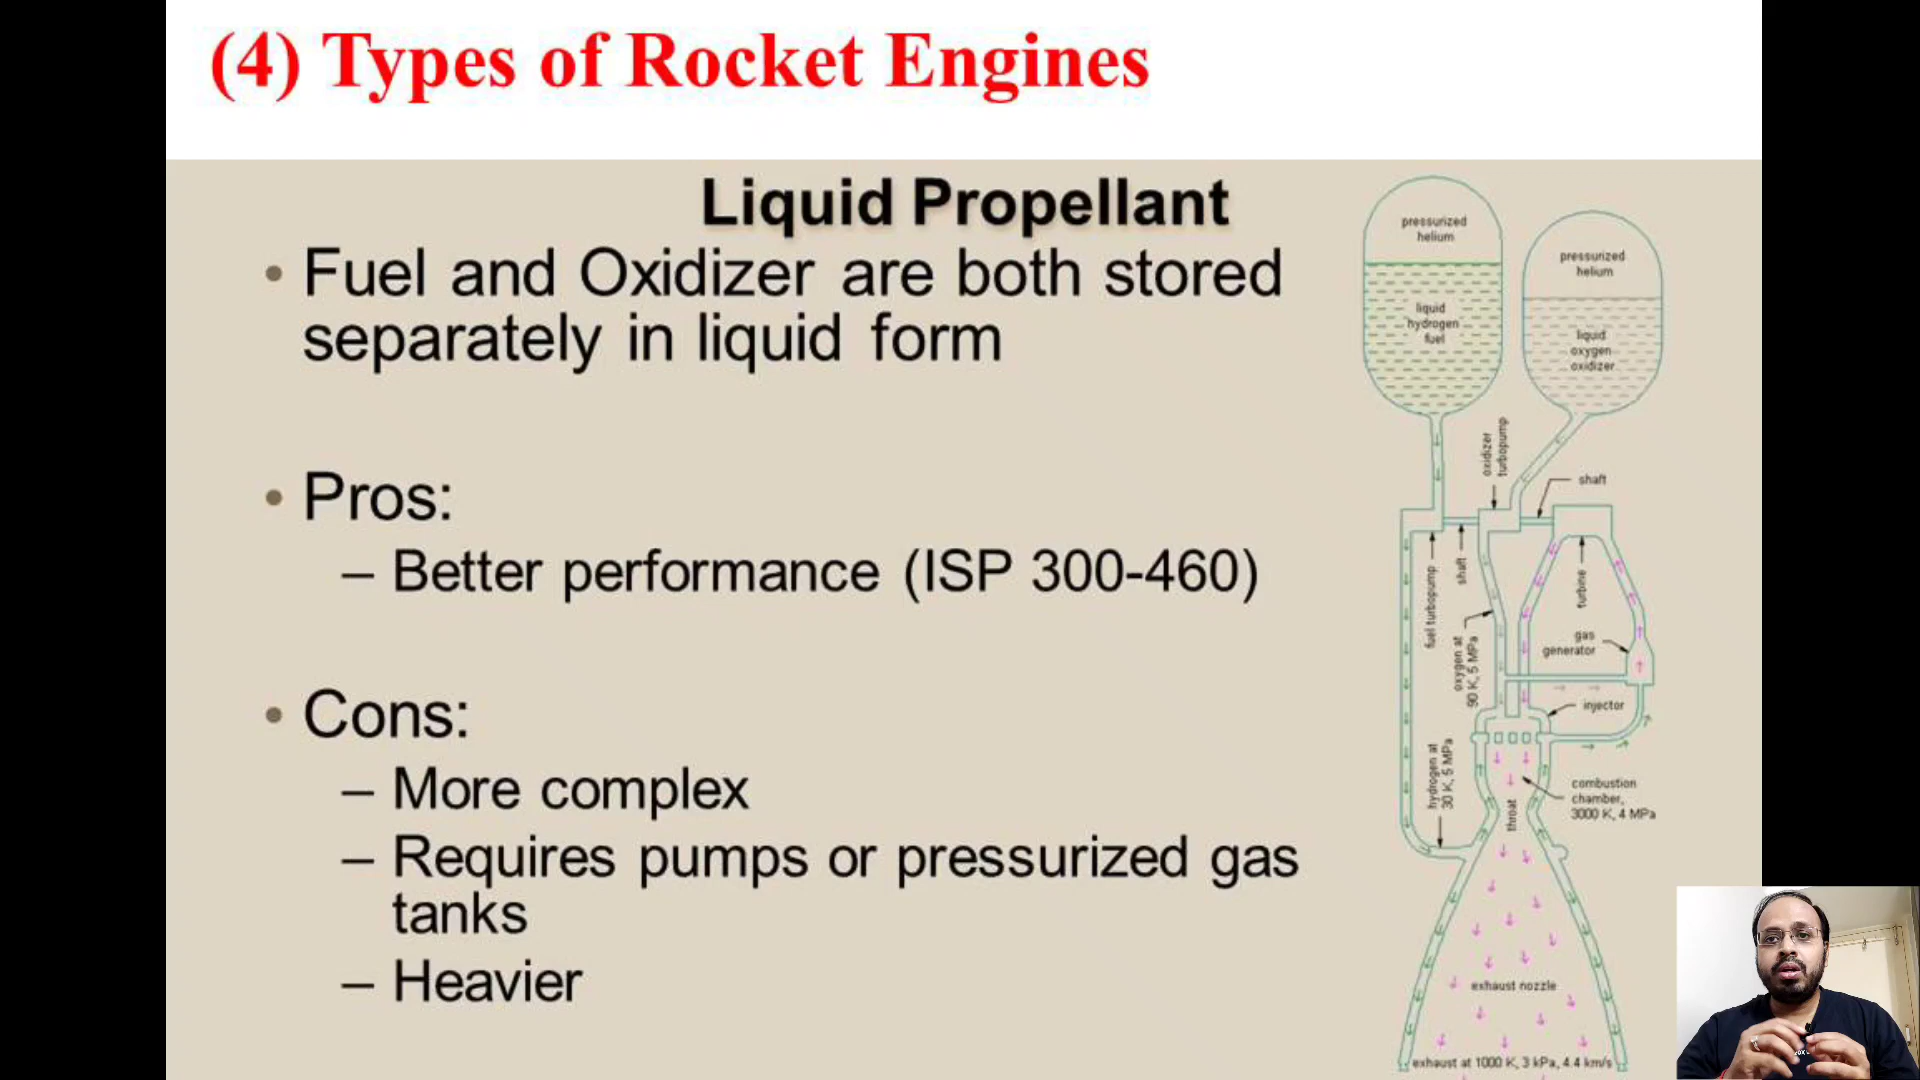 (4) Types of Rocket Engines
Liquid Propellant
• Fuel and Oxidizer are both stored
separately in liquid form
• Pros:
– Better performance (ISP 300-460)
• Cons:
– More complex
– Requires pumps or pressurized gas
tanks
– Heavier
pressurized
helium
liquid
hydrogen
fuel
pressurized
helium
liquid
oxygen
oxidizer
oxidizer
turbopump
shaft
fuel turbopump
shaft
turbine
oxygen at
90 K, 5 MPa
gas
generator
injector
hydrogen at
30 K, 5 MPa
throat
combustion
chamber,
3000 K, 4 MPa
exhaust nozzle
exhaust at 1000 K, 3 kPa, 4.4 km/s